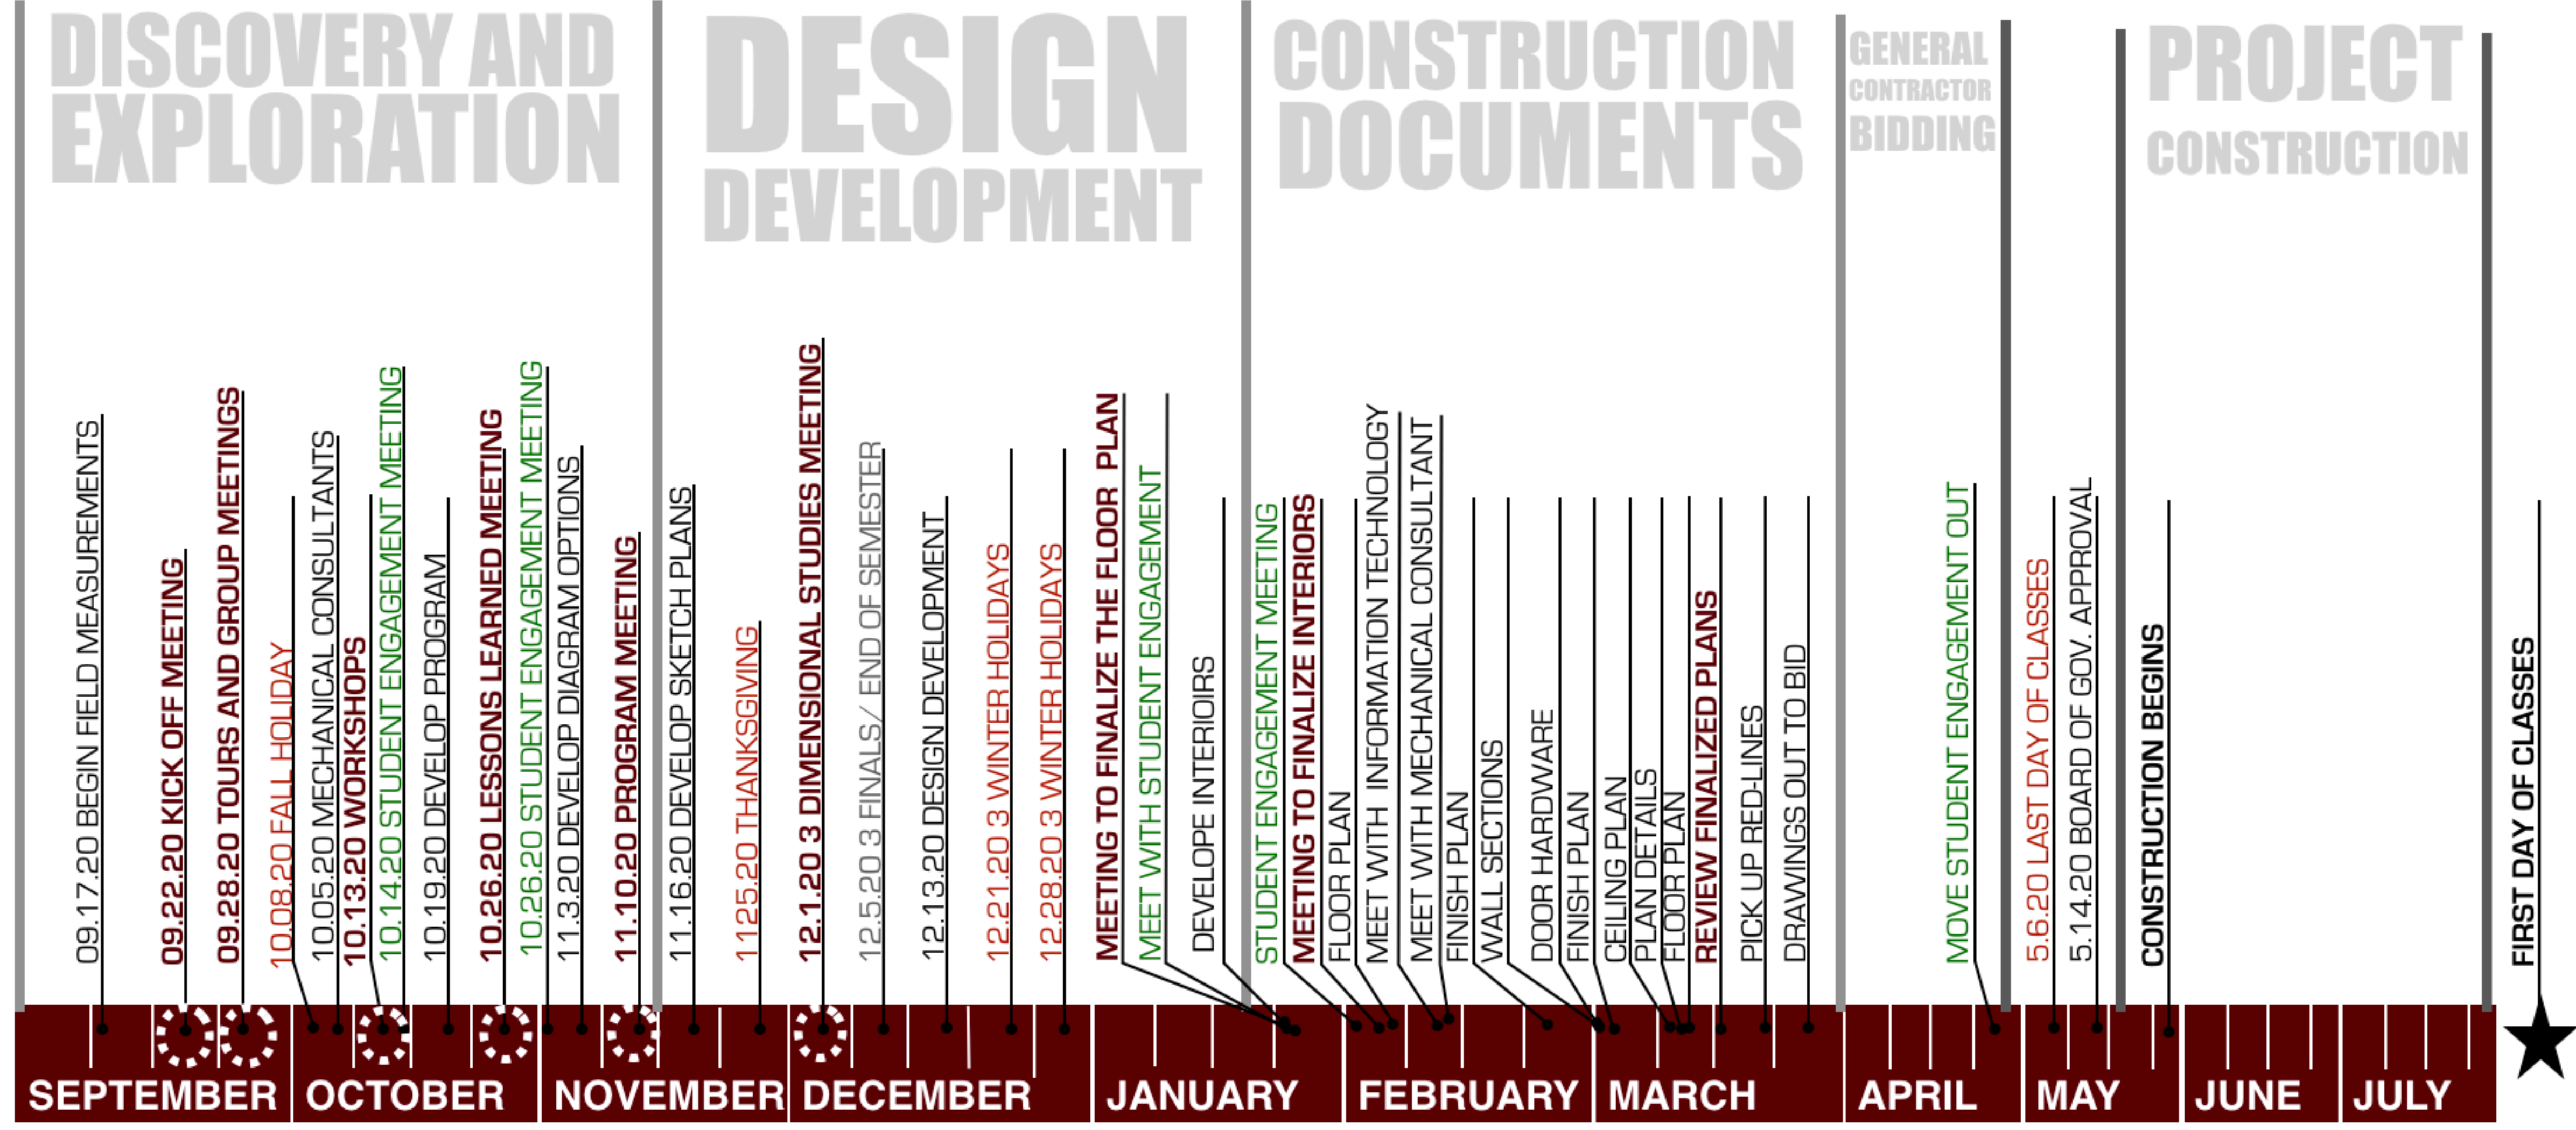 DISCOVERY AND
EXPLORATION
DESIGN
DEVELOPMENT
CONSTRUCTION
DOCUMENTS
GENERAL
CONTRACTOR
BIDDING
PROJECT
CONSTRUCTION
09.17.20 BEGIN FIELD MEASUREMENTS
09.22.20 KICK OFF MEETING
09.28.20 TOURS AND GROUP MEETINGS
10.08.20 FALL HOLIDAY
10.05.20 MECHANICAL CONSULTANTS
10.13.20 WORKSHOPS
10.14.20 STUDENT ENGAGEMENT MEETING
10.19.20 DEVELOP PROGRAM
10.26.20 LESSONS LEARNED MEETING
10.26.20 STUDENT ENGAGEMENT MEETING
11.3.20 DEVELOP DIAGRAM OPTIONS
11.10.20 PROGRAM MEETING
11.16.20 DEVELOP SKETCH PLANS
1125.20 THANKSGIVING
12.1.20 3 DIMENSIONAL STUDIES MEETING
12.5.20 3 FINALS/ END OF SEMESTER
12.13.20 DESIGN DEVELOPMENT
12.21.20 3 WINTER HOLIDAYS
12.28.20 3 WINTER HOLIDAYS
MEETING TO FINALIZE THE FLOOR PLAN
MEET WITH STUDENT ENGAGEMENT
DEVELOPE INTERIORS
STUDENT ENGAGEMENT MEETING
MEETING TO FINALIZE INTERIORS
FLOOR PLAN
MEET WITH INFORMATION TECHNOLOGY
MEET WITH MECHANICAL CONSULTANT
FINISH PLAN
WALL SECTIONS
DOOR HARDWARE
FINISH PLAN
CEILING PLAN
PLAN DETAILS
FLOOR PLAN
REVIEW FINALIZED PLANS
PICK UP RED-LINES
DRAWINGS OUT TO BID
MOVE STUDENT ENGAGEMENT OUT
5.6.20 LAST DAY OF CLASSES
5.14.20 BOARD OF GOV. APPROVAL
CONSTRUCTION BEGINS
FIRST DAY OF CLASSES
SEPTEMBER
OCTOBER
NOVEMBER
DECEMBER
JANUARY
FEBRUARY
MARCH
APRIL
MAY
JUNE
JULY